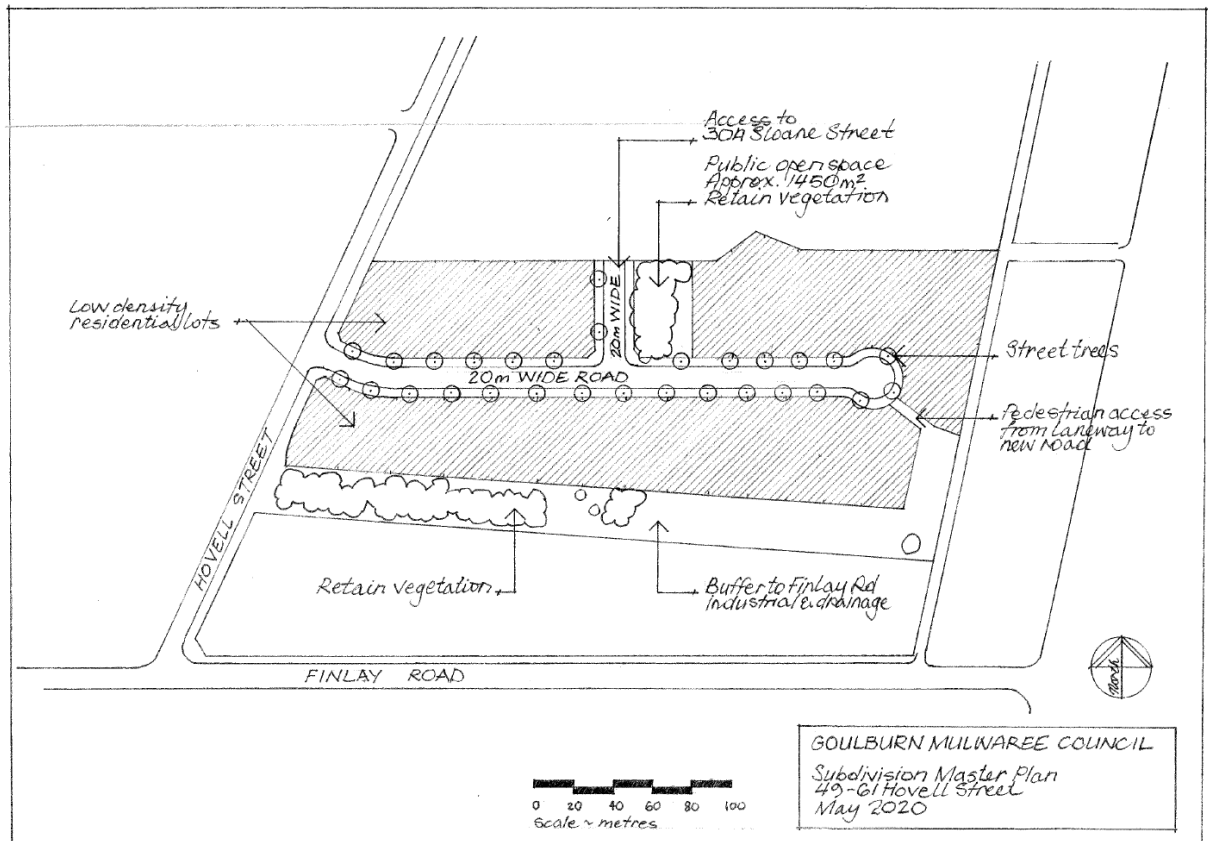 Access to
30A Sloane Street
Public open space
Approx. 1450m²
Retain vegetation
Low density
residential lots
20m WIDE
20m WIDE ROAD
Street trees
Pedestrian access
from laneway to
new road
HOVELL STREET
Retain vegetation
Buffer to Finlay Rd
industrial & drainage
FINLAY ROAD
North
GOULBURN MULWAREE COUNCIL
Subdivision Master Plan
49-61 Hovell Street
May 2020
0 20 40 60 80 100
Scale ~ metres